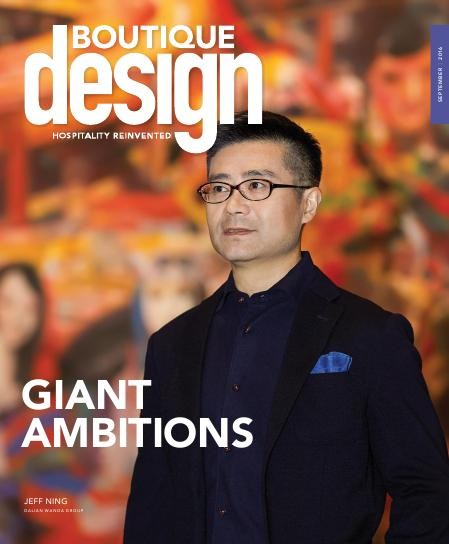 BOUTIQUE
design
HOSPITALITY REINVENTED
SEPTEMBER 2016
GIANT
AMBITIONS
JEFF NING
DALIAN WANDA GROUP